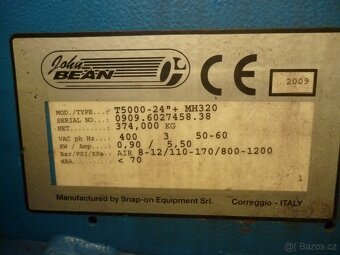 John
BEAN
CE
2009
MOD./TYPE... T5000-24"+ MH320
SERIAL NO... 0909.6027458.38
NET... 374,000 KG
VAC ph Hz... 400 3 50-60
kW / Amp... 0,90 / 5,50
Bar/PSI/KPa: AIR 8-12/110-170/800-1200
dBA... < 70
1
Manufactured by Snap-on Equipment Srl. Correggio - ITALY
Bazoš.cz